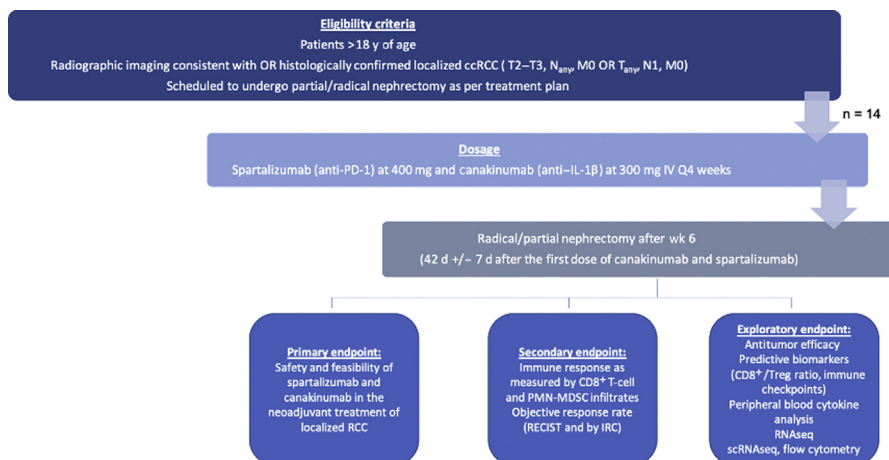 Eligibility criteria
Patients >18 y of age
Radiographic imaging consistent with OR histologically confirmed localized ccRCC ( T2–T3, Nany, M0 OR Tany, N1, M0)
Scheduled to undergo partial/radical nephrectomy as per treatment plan
n = 14
Dosage
Spartalizumab (anti-PD-1) at 400 mg and canakinumab (anti–IL-1β) at 300 mg IV Q4 weeks
Radical/partial nephrectomy after wk 6
(42 d +/− 7 d after the first dose of canakinumab and spartalizumab)
Primary endpoint:
Safety and feasibility of
spartalizumab and
canakinumab in the
neoadjuvant treatment of
localized RCC
Secondary endpoint:
Immune response as
measured by CD8+ T-cell
and PMN-MDSC infiltrates
Objective response rate
(RECIST and by IRC)
Exploratory endpoint:
Antitumor efficacy
Predictive biomarkers
(CD8+/Treg ratio, immune
checkpoints)
Peripheral blood cytokine
analysis
RNAseq
scRNAseq, flow cytometry